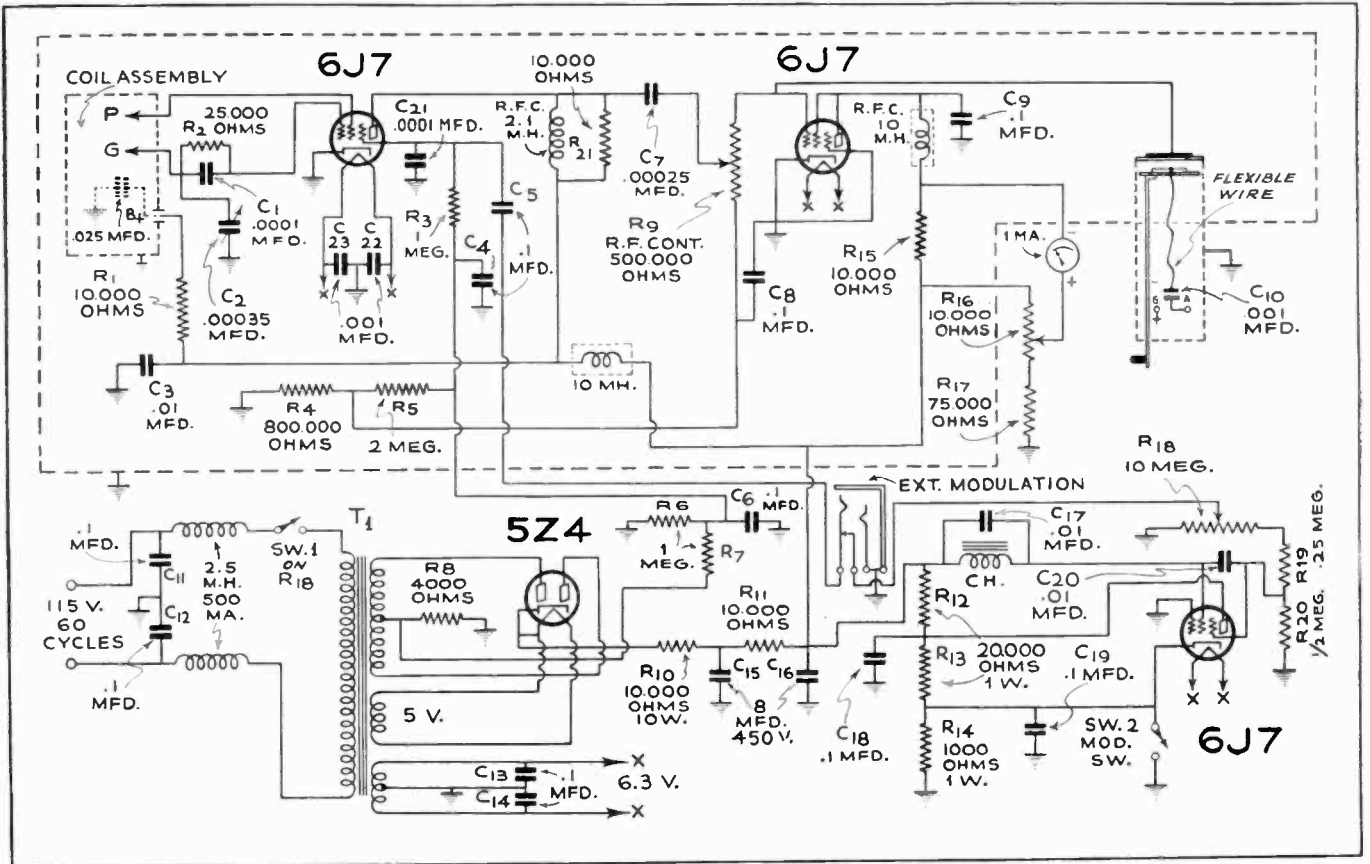 COIL ASSEMBLY
6J7
10.000
OHMS
6J7
P
25.000
OHMS
R2
G
C21
.0001 MFD.
R.F.C.
2.1
M.H.
R
21
C7
.00025
MFD.
R.F.C.
10
M.H.
C9
.1
MFD.
B+
.025 MFD.
C1
.0001
MFD.
R1
10.000
OHMS
C2
.00035
MFD.
C
23
C
22
X
X
.001
MFD.
R3
1
MEG.
C4
C5
.1
MFD.
R9
R.F. CONT.
500.000
OHMS
X X
C8
.1
MFD.
R15
10.000
OHMS
1 MA.
+
R16
10.000
OHMS
R17
75.000
OHMS
FLEXIBLE
WIRE
G
A
C10
.001
MFD.
C3
.01
MFD.
R4
800.000
OHMS
R5
2 MEG.
10 MH.
.1
MFD.
C11
C12
115 V.
60
CYCLES
.1
MFD.
2.5
M.H.
500
MA.
SW.1
ON
R18
T1
R8
4000
OHMS
5Z4
R6
1
MEG.
R7
C6
.1
MFD.
5 V.
C13
C14
.1
MFD.
X
6.3 V.
X
R10
10.000
OHMS
10W.
R11
10.000
OHMS
C15
C16
8
MFD.
450V.
EXT. MODULATION
C17
.01
MFD.
CH.
C18
.1 MFD.
R12
R13
20.000
OHMS
1 W.
R14
1000
OHMS
1 W.
C19
.1 MFD.
C20
.01
MFD.
R18
10 MEG.
R19
.25 MEG.
R20
1/2 MEG.
SW.2
MOD.
SW.
X X
6J7